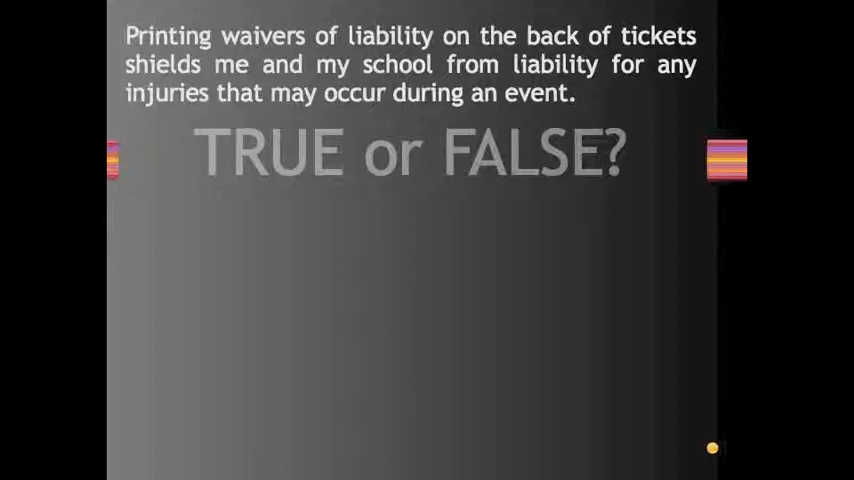 Printing waivers of liability on the back of tickets
shields me and my school from liability for any
injuries that may occur during an event.
TRUE or FALSE?